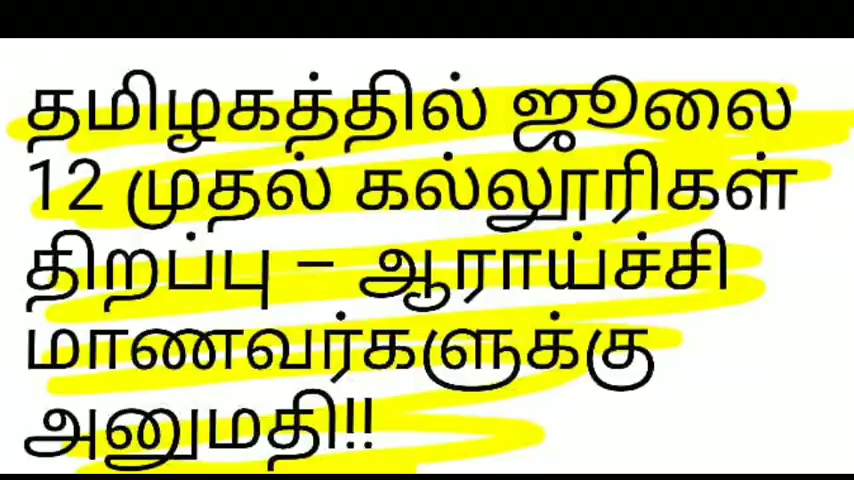 தமிழகத்தில் ஜூலை
12 முதல் கல்லூரிகள்
திறப்பு – ஆராய்ச்சி
மாணவர்களுக்கு
அனுமதி!!